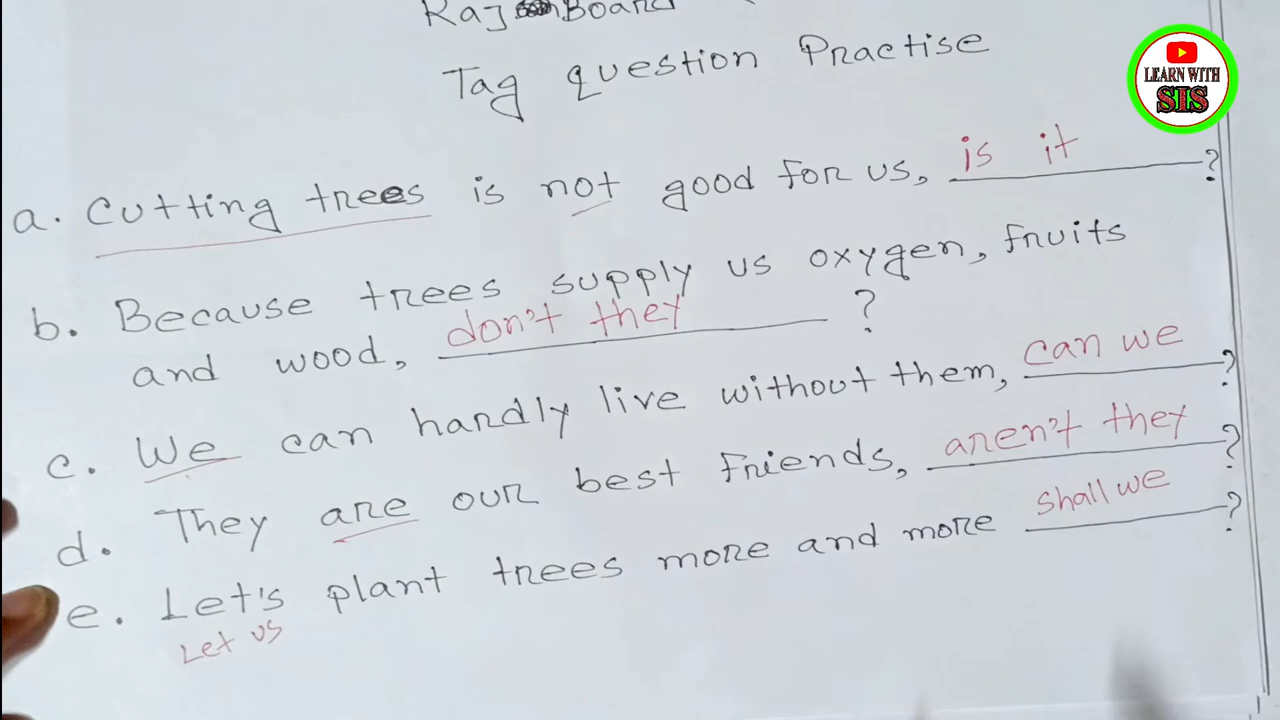 Raj Board
Tag question Practise
LEARN WITH
SIS
a. Cutting trees is not good for us, is it ?
b. Because trees supply us oxygen, fruits
and wood, don't they ?
c. We can hardly live without them, can we ?
d. They are our best friends, aren't they ?
e. Let's plant trees more and more shall we ?
Let us